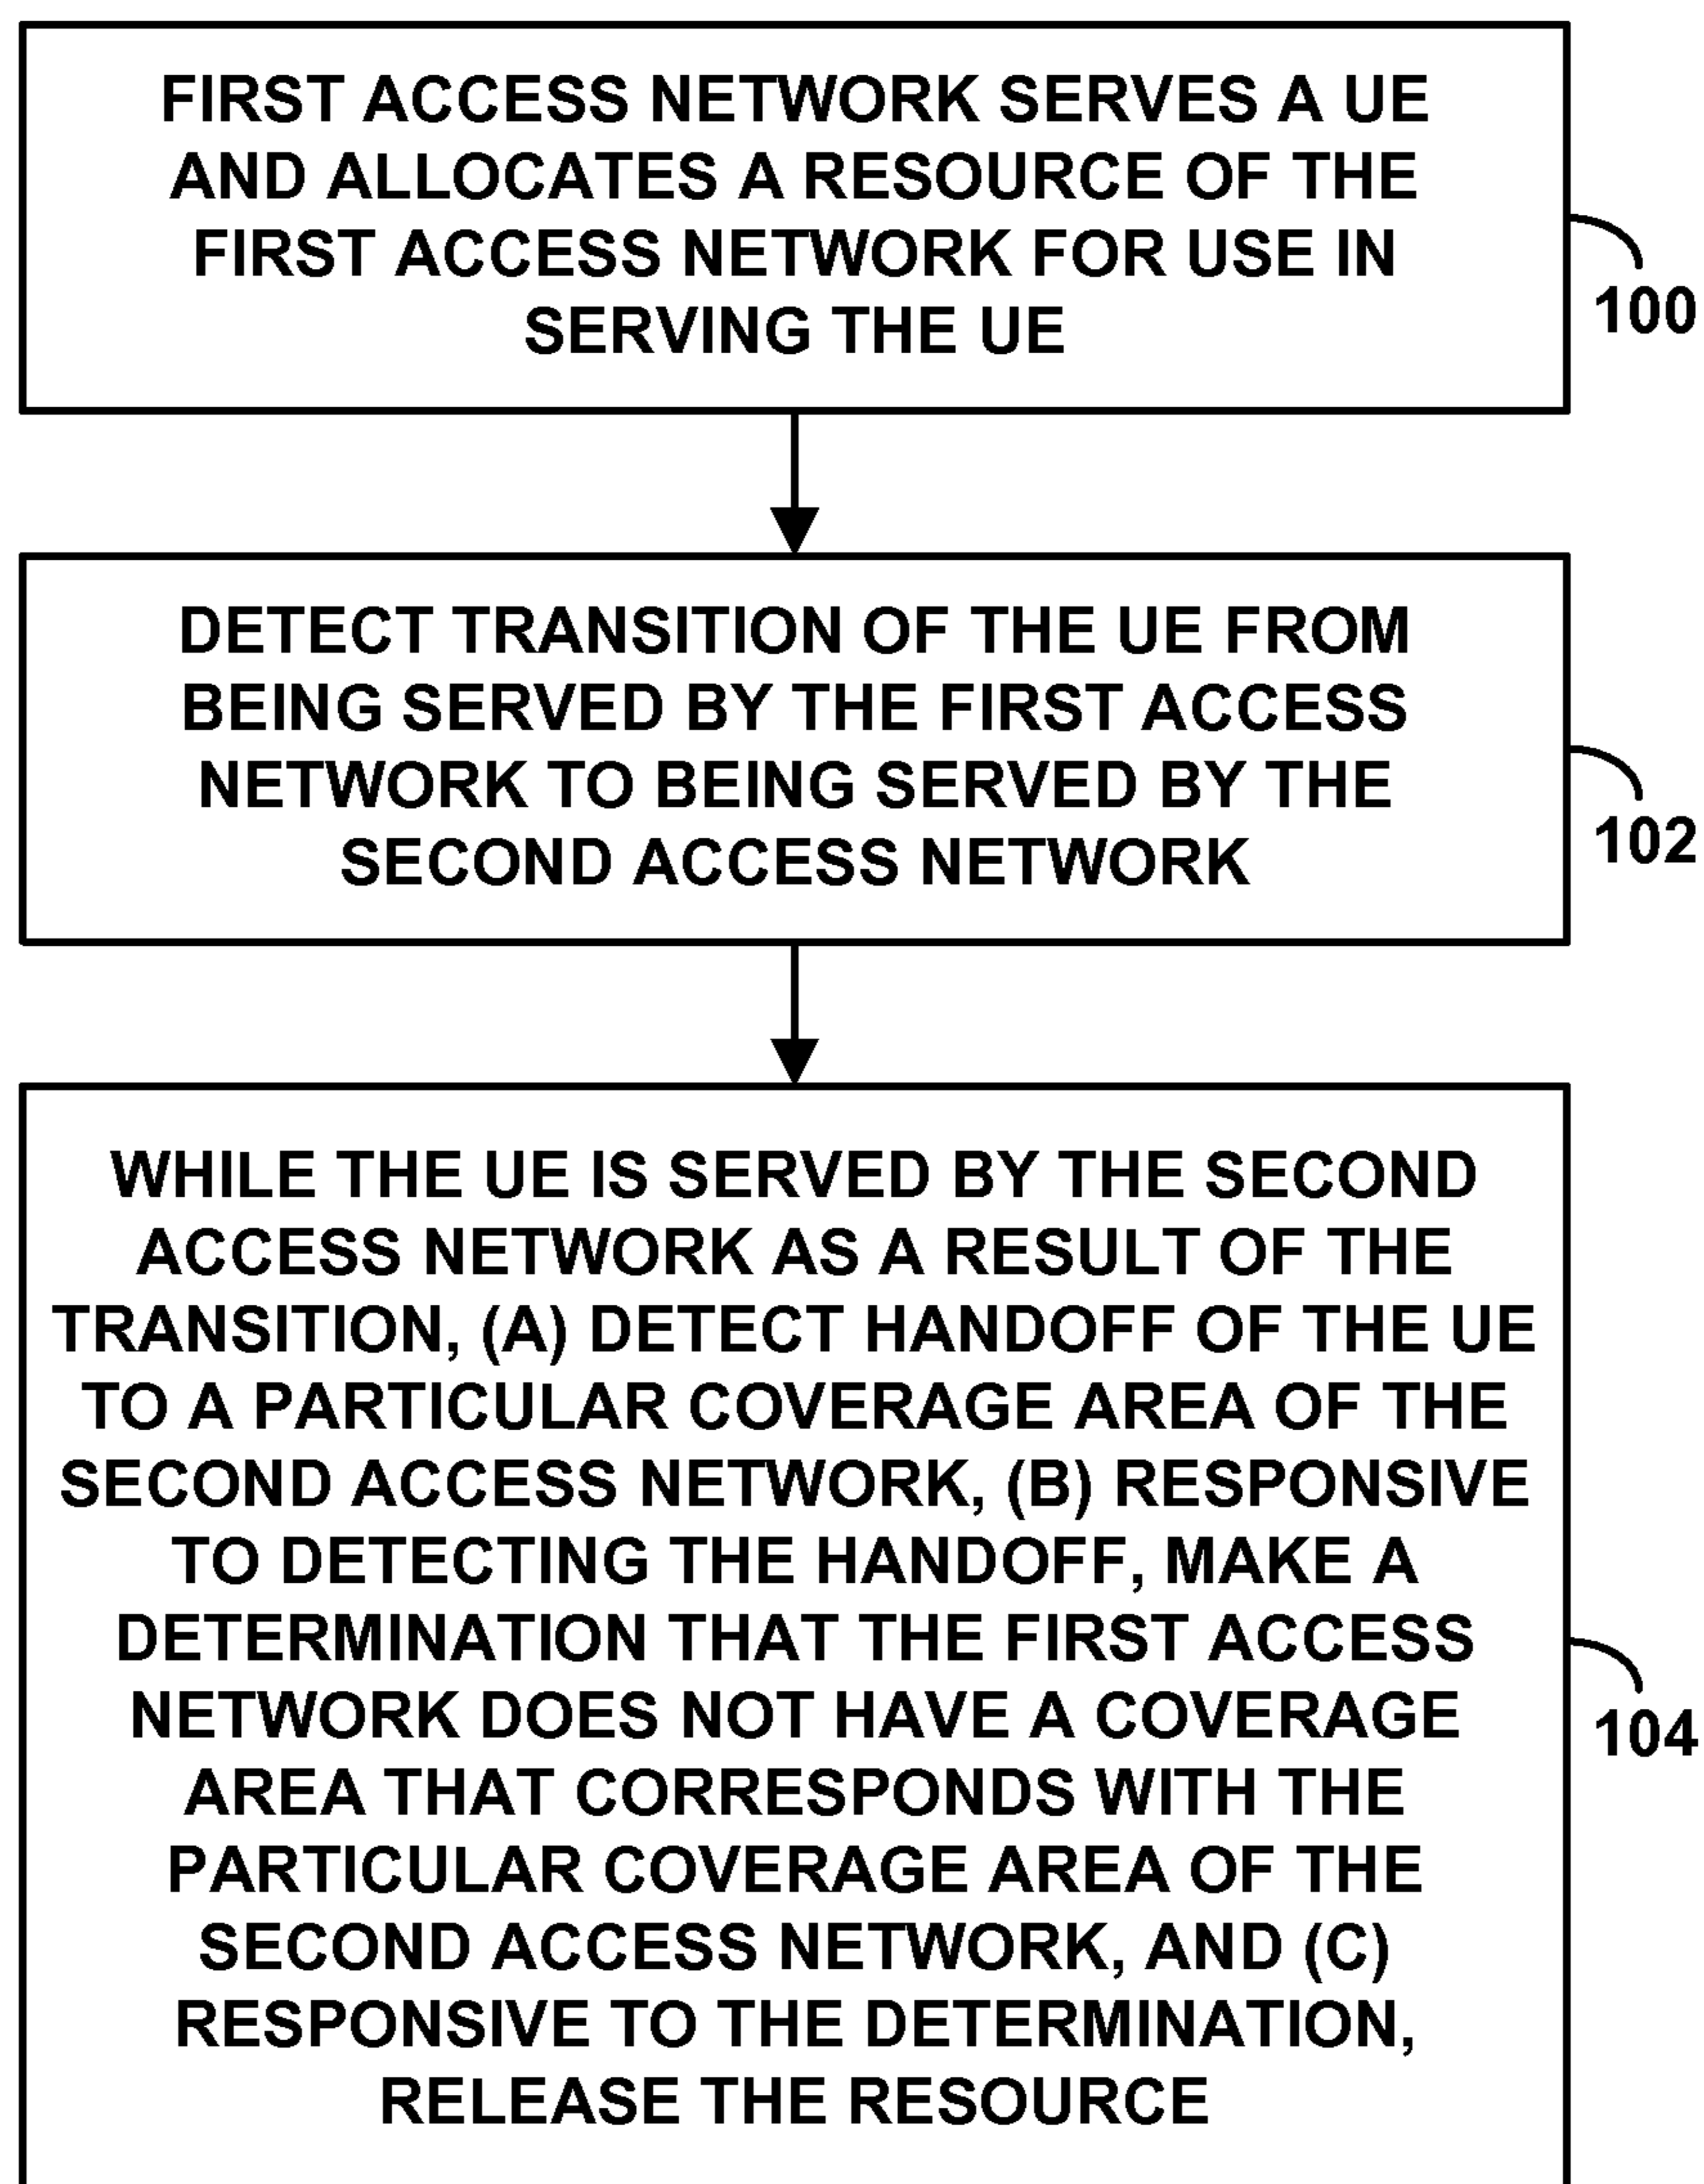 FIRST ACCESS NETWORK SERVES A UE
AND ALLOCATES A RESOURCE OF THE
FIRST ACCESS NETWORK FOR USE IN
SERVING THE UE
100
DETECT TRANSITION OF THE UE FROM
BEING SERVED BY THE FIRST ACCESS
NETWORK TO BEING SERVED BY THE
SECOND ACCESS NETWORK
102
WHILE THE UE IS SERVED BY THE SECOND
ACCESS NETWORK AS A RESULT OF THE
TRANSITION, (A) DETECT HANDOFF OF THE UE
TO A PARTICULAR COVERAGE AREA OF THE
SECOND ACCESS NETWORK, (B) RESPONSIVE
TO DETECTING THE HANDOFF, MAKE A
DETERMINATION THAT THE FIRST ACCESS
NETWORK DOES NOT HAVE A COVERAGE
AREA THAT CORRESPONDS WITH THE
PARTICULAR COVERAGE AREA OF THE
SECOND ACCESS NETWORK, AND (C)
RESPONSIVE TO THE DETERMINATION,
RELEASE THE RESOURCE
104